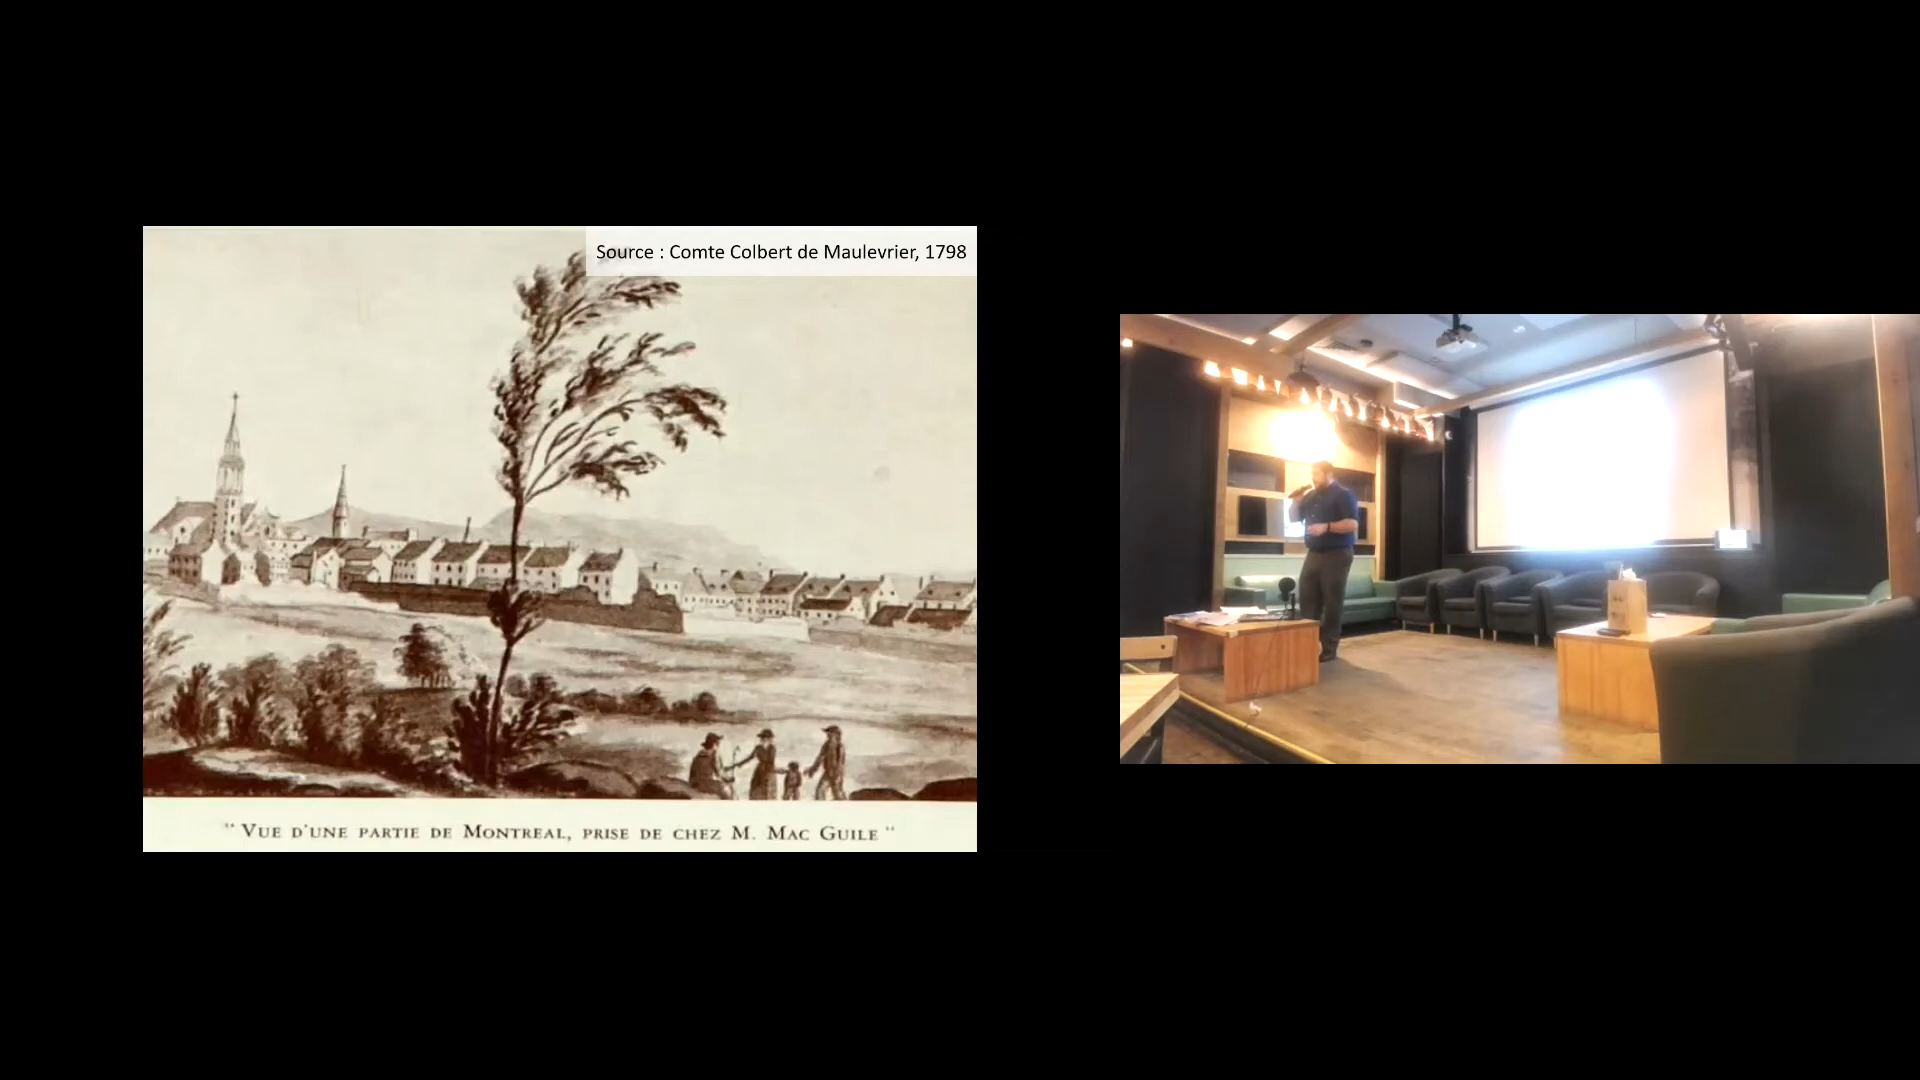 Source : Comte Colbert de Maulevrier, 1798
“ Vue d'une partie de Montreal, prise de chez M. Mac Guile “